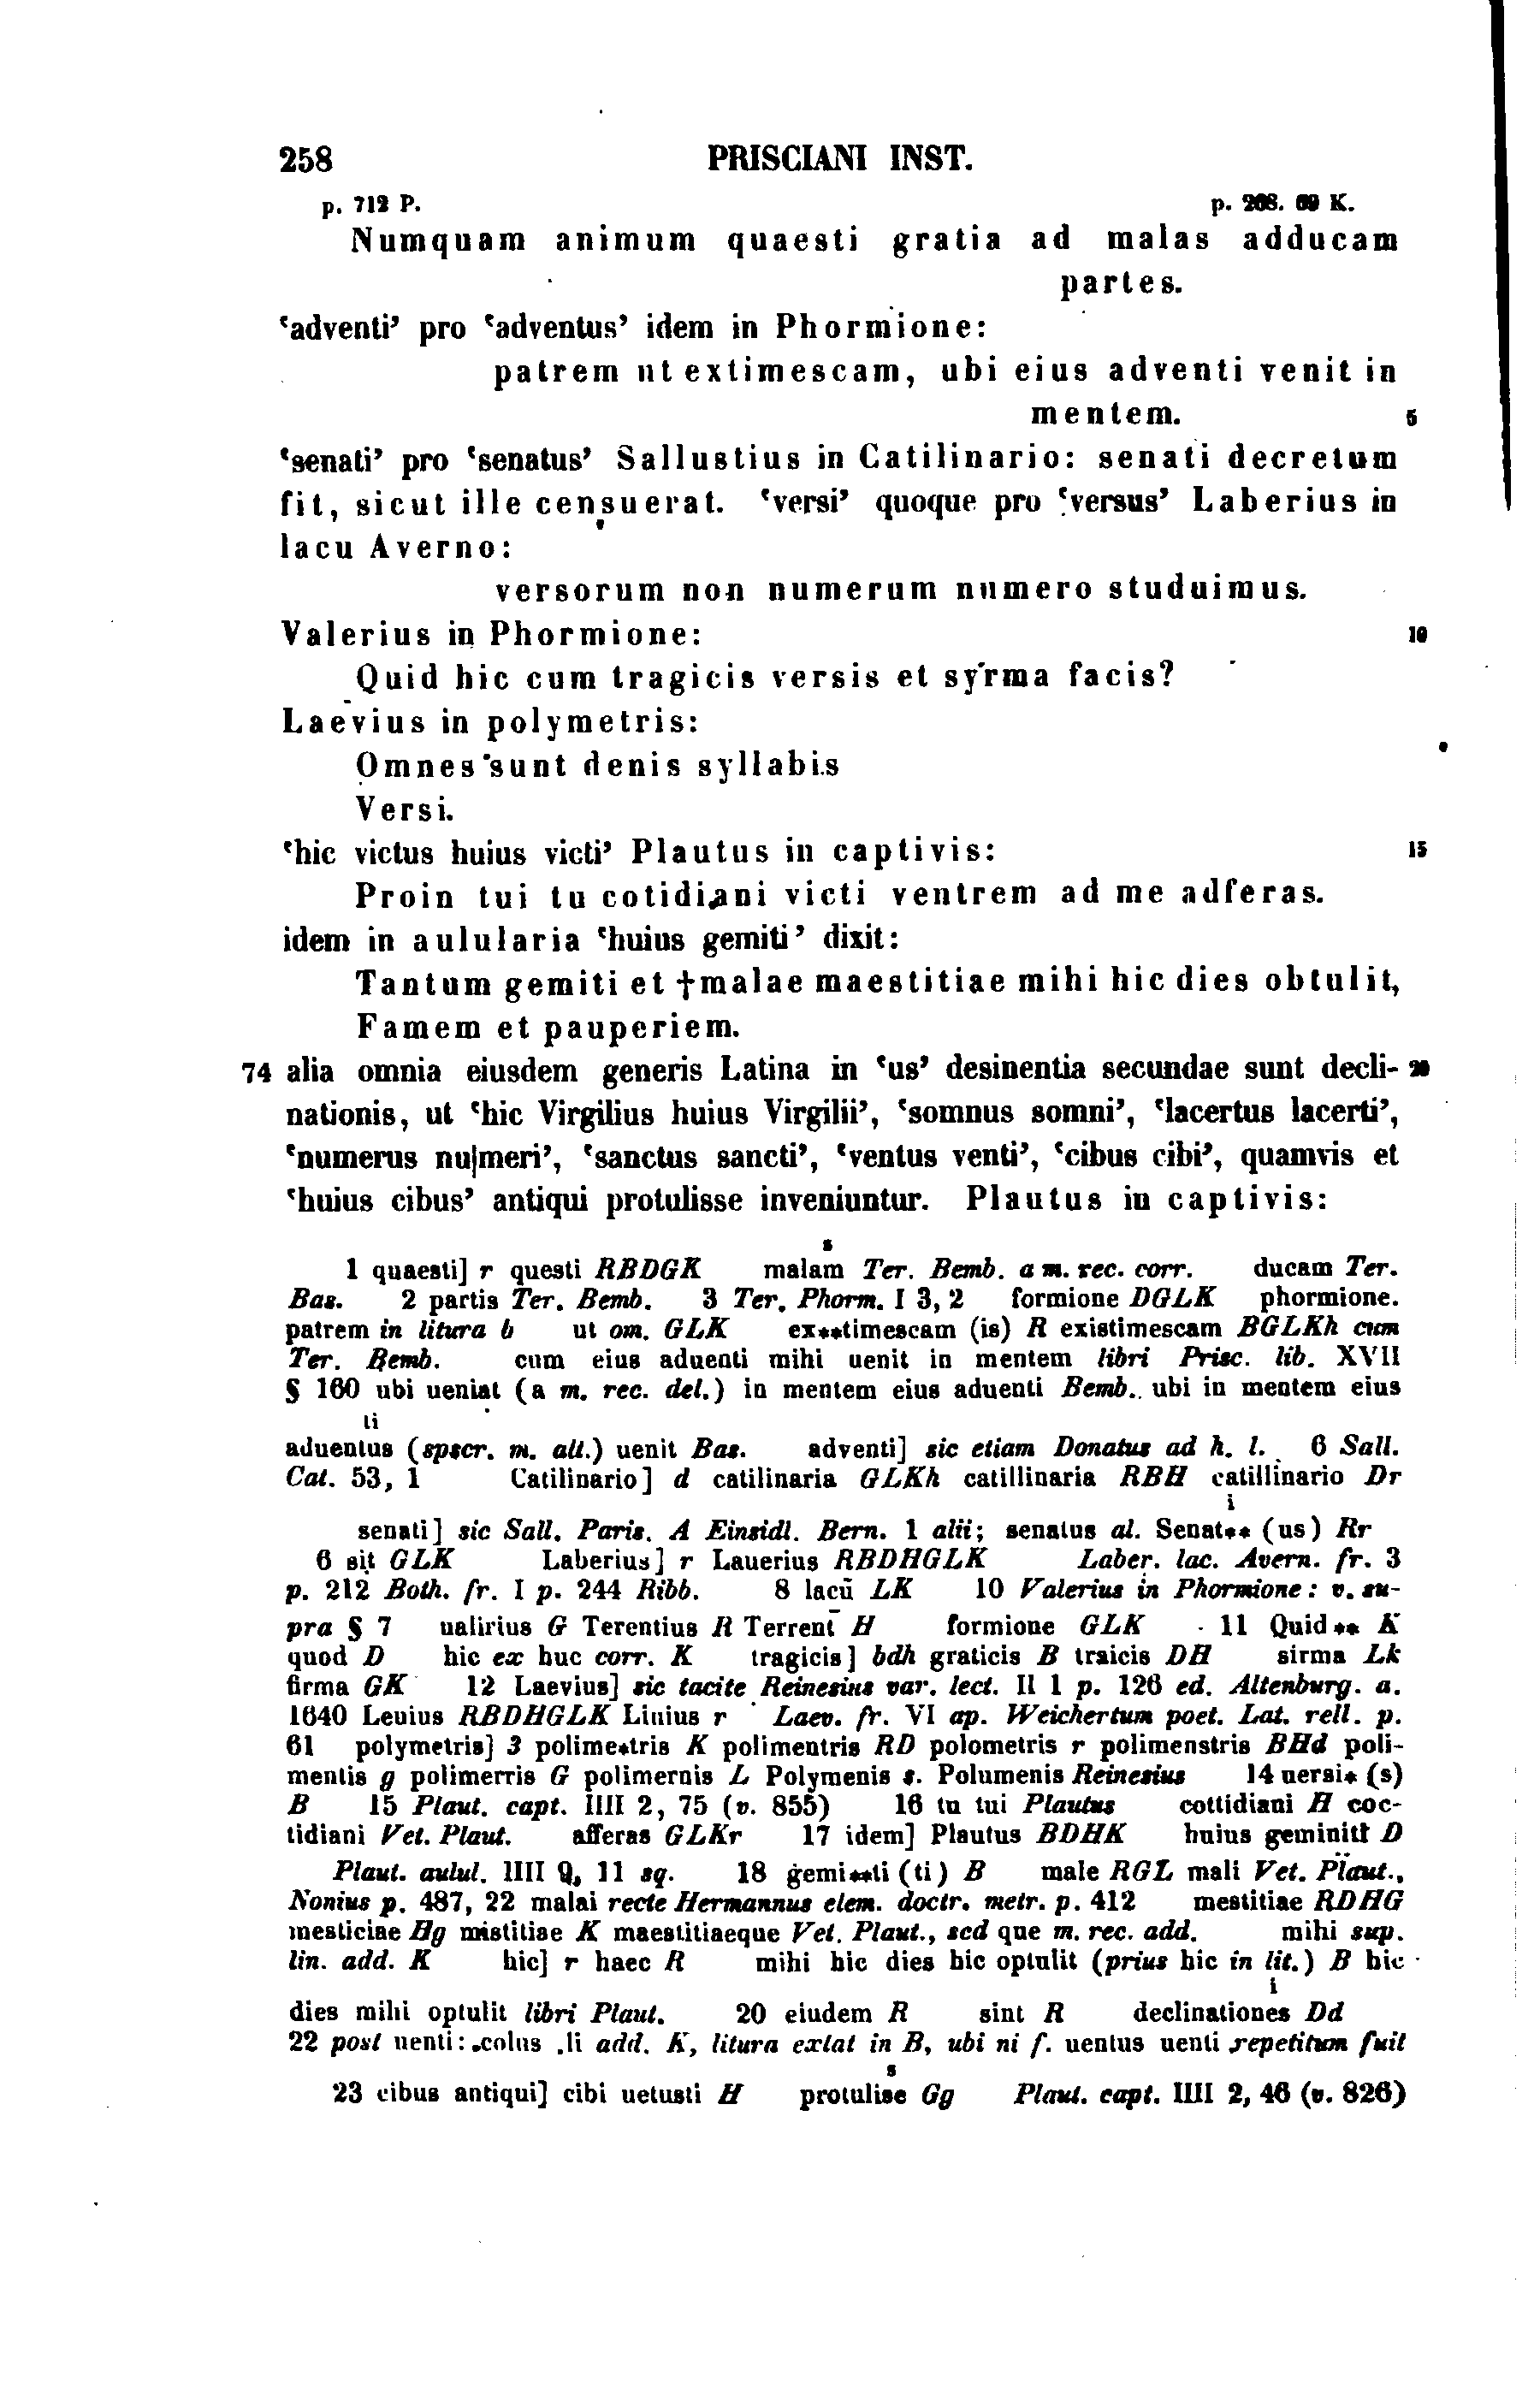 258 PRISCIANI INST.
p. 712 P. p. 268. 69 K.
Numquam animum quaesti gratia ad malas adducam
partes.
‘adventi’ pro ‘adventus’ idem in Phormione:
patrem ut extimescam, ubi eius adventi venit in
mentem. 5
‘senati’ pro ‘senatus’ Sallustius in Catilinario: senati decretum
fit, sicut ille censuerat. ‘versi’ quoque pro ‘versus’ Laberius in
lacu Averno:
versorum non numerum numero studuimus.
Valerius in Phormione: 10
Quid hic cum tragicis versis et syrma facis?
Laevius in polymetris:
Omnes sunt denis syllabis
Versi.
‘hic victus huius victi’ Plautus in captivis: 15
Proin tui tu cotidiani victi ventrem ad me adferas.
idem in aulularia ‘huius gemiti’ dixit:
Tantum gemiti et †malae maestitiae mihi hic dies obtulit,
Famem et pauperiem.
74 alia omnia eiusdem generis Latina in ‘us’ desinentia secundae sunt decli- 20
nationis, ut ‘hic Virgilius huius Virgilii’, ‘somnus somni’, ‘lacertus lacerti’,
‘numerus nu|meri’, ‘sanctus sancti’, ‘ventus venti’, ‘cibus cibi’, quamvis et
‘huius cibus’ antiqui protulisse inveniuntur. Plautus in captivis:
s
1 quaesti] r questi RBDGK malam Ter. Bemb. a m. rec. corr. ducam Ter.
Bas. 2 partis Ter. Bemb. 3 Ter. Phorm. I 3, 2 formione DGLK phormione.
patrem in litura b ut om. GLK ex**timescam (is) R existimescam BGLKh cum
Ter. Bemb. cum eius aduenti mihi uenit in mentem libri Prisc. lib. XVII
§ 160 ubi ueniat (a m. rec. del.) in mentem eius aduenti Bemb. ubi in mentem eius
ti
aduentus (spscr. m. alt.) uenit Bas. adventi] sic etiam Donatus ad h. l. 6 Sall.
Cat. 53, 1 Catilinario] d catilinaria GLKh catillinaria RBH catillinario Dr
i
senati] sic Sall. Paris. A Einsidl. Bern. 1 alii; senatus al. Senat** (us) Rr
6 sit GLK Laberius] r Lauerius RBDHGLK Laber. lac. Avern. fr. 3
p. 212 Both. fr. I p. 244 Ribb. 8 lacū LK 10 Valerius in Phormione: v. su-
pra § 7 ualirius G Terentius R Terrent̄ H formione GLK 11 Quid** K
quod D hic ex huc corr. K tragicis] bdh graticis B traicis DH sirma Lk
firma GK 12 Laevius] sic tacite Reinesius var. lect. II 1 p. 126 ed. Altenburg. a.
1640 Leuius RBDHGLK Liuius r Laev. fr. VI ap. Weichertum poet. Lat. rell. p.
61 polymetris] 3 polime*tris K polimentris RD polometris r polimenstris BHd poli-
mentis g polimerris G polimernis L Polymenis s. Polumenis Reinesius 14 uersi* (s)
B 15 Plaut. capt. IIII 2, 75 (v. 855) 16 tu tui Plautus cottidiani H coc-
tidiani Vet. Plaut. afferas GLKr 17 idem] Plautus BDHK huius geminitt D
Plaut. aulul. IIII 9, 11 sq. 18 gemi**ti (ti) B male RGL mali Vet. Plaut.,
Nonius p. 487, 22 malai recte Hermannus elem. doctr. metr. p. 412 mestitiae RDHG
mesticiae Hg mistitiae K maestitiaeque Vet. Plaut., sed que m. rec. add. mihi sup.
lin. add. K hic] r haec R mihi hic dies hic optulit (prius hic in lit.) B hic
i
dies mihi optulit libri Plaut. 20 eiudem R sint R declinationes Dd
22 post uenti: .colus .li add. K, litura extat in B, ubi ni f. uentus uenti repetitum fuit
s
23 cibus antiqui] cibi uetusti H protulise Gg Plaut. capt. IIII 2, 46 (v. 826)